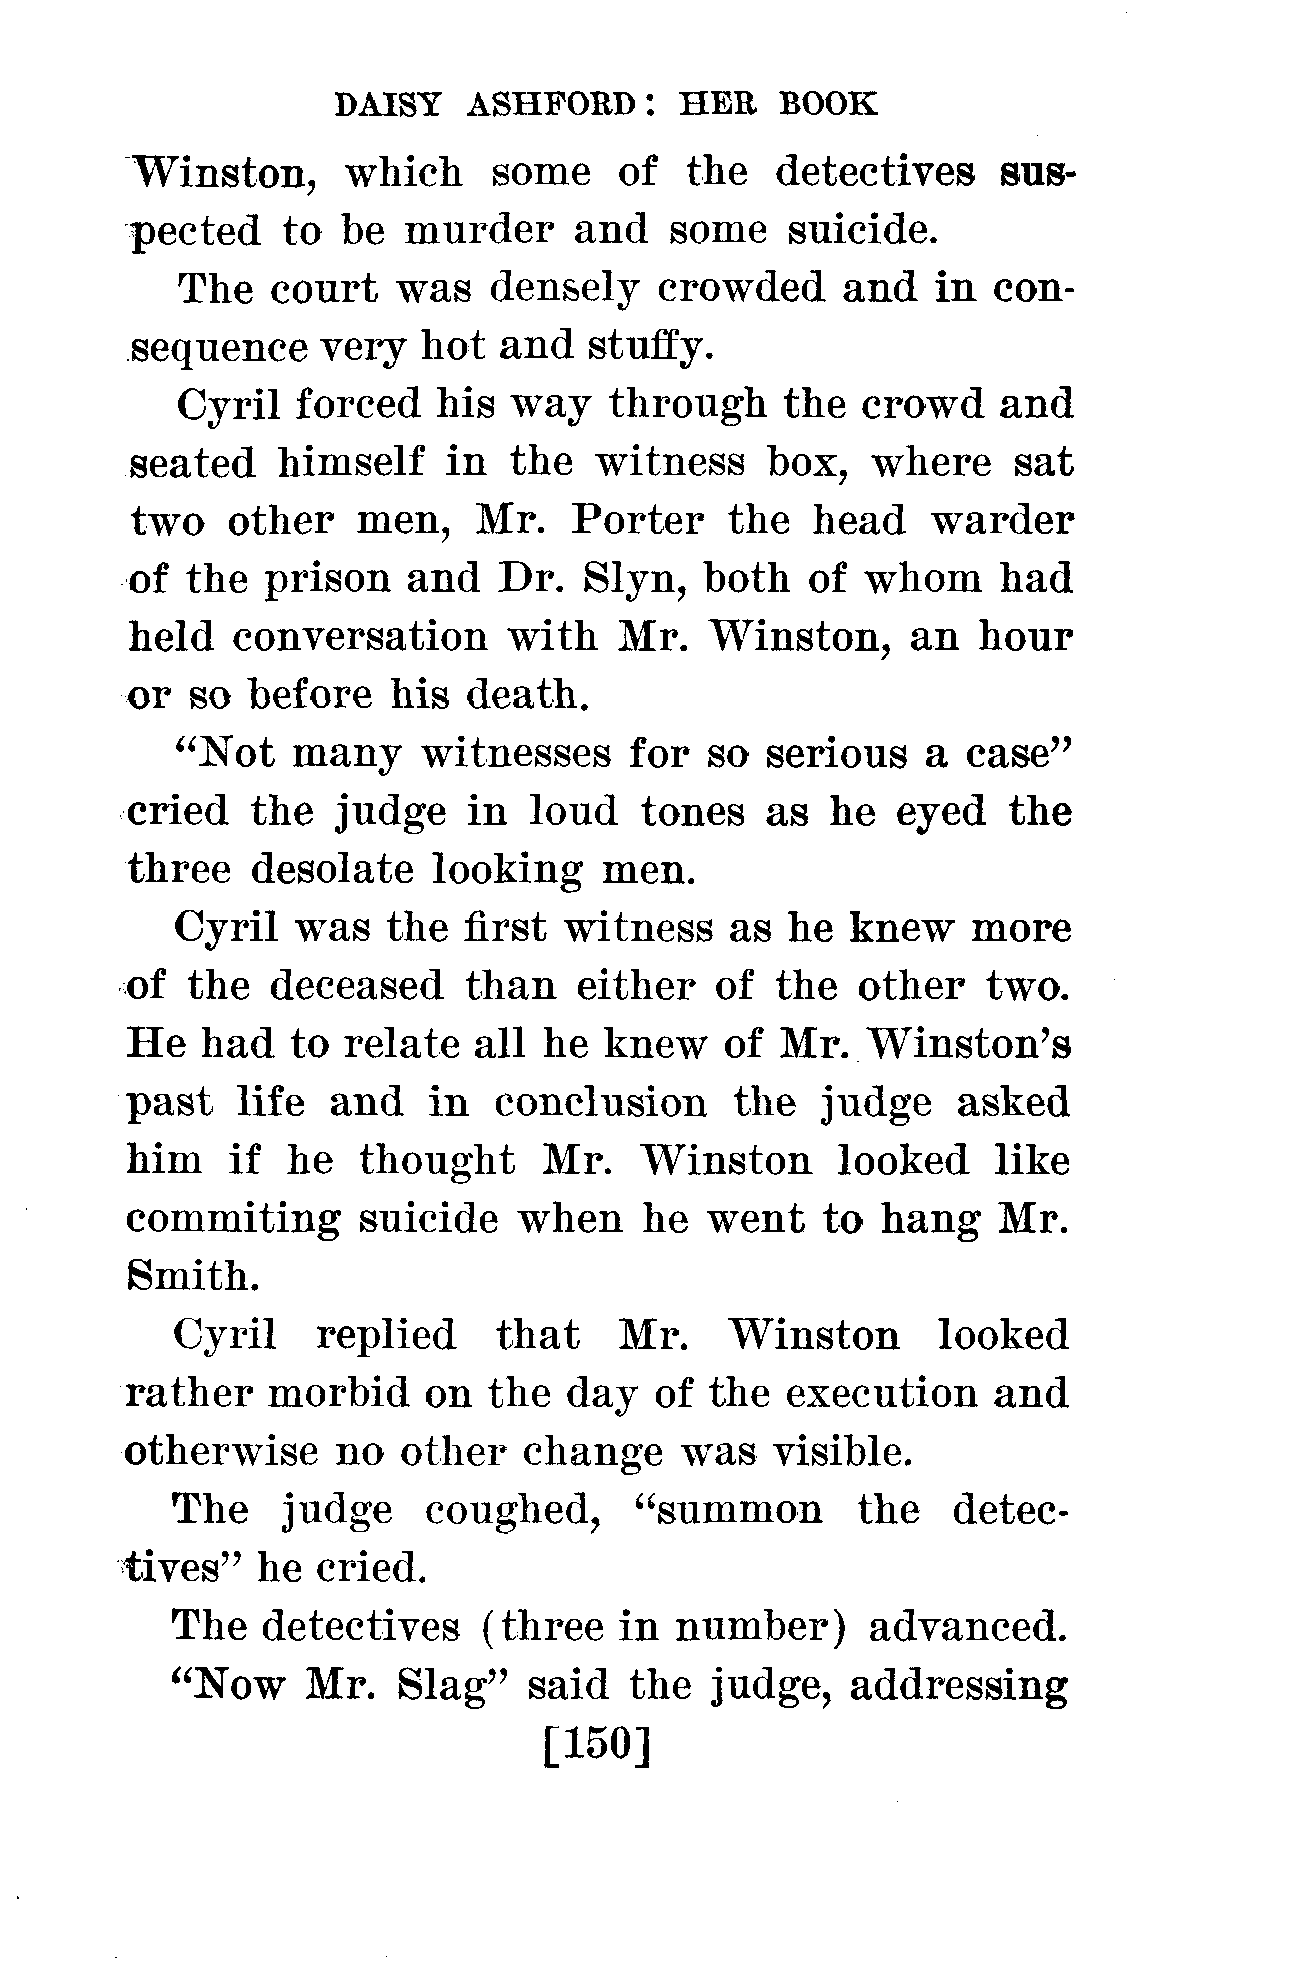 DAISY ASHFORD: HER BOOK
Winston, which some of the detectives sus-
pected to be murder and some suicide.
The court was densely crowded and in con-
sequence very hot and stuffy.
Cyril forced his way through the crowd and
seated himself in the witness box, where sat
two other men, Mr. Porter the head warder
of the prison and Dr. Slyn, both of whom had
held conversation with Mr. Winston, an hour
or so before his death.
“Not many witnesses for so serious a case”
cried the judge in loud tones as he eyed the
three desolate looking men.
Cyril was the first witness as he knew more
of the deceased than either of the other two.
He had to relate all he knew of Mr. Winston’s
past life and in conclusion the judge asked
him if he thought Mr. Winston looked like
commiting suicide when he went to hang Mr.
Smith.
Cyril replied that Mr. Winston looked
rather morbid on the day of the execution and
otherwise no other change was visible.
The judge coughed, “summon the detec-
tives” he cried.
The detectives (three in number) advanced.
“Now Mr. Slag” said the judge, addressing
[150]